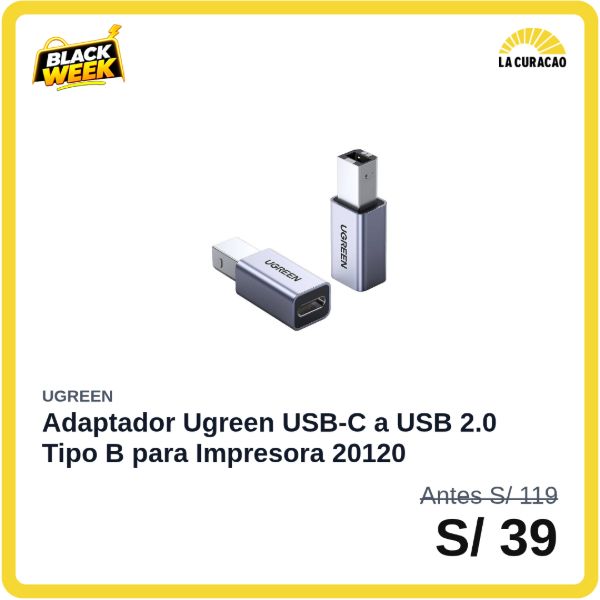 BLACK
WEEK
LA CURACAO
UGREEN
UGREEN
UGREEN
Adaptador Ugreen USB-C a USB 2.0
Tipo B para Impresora 20120
Antes S/ 119
S/ 39